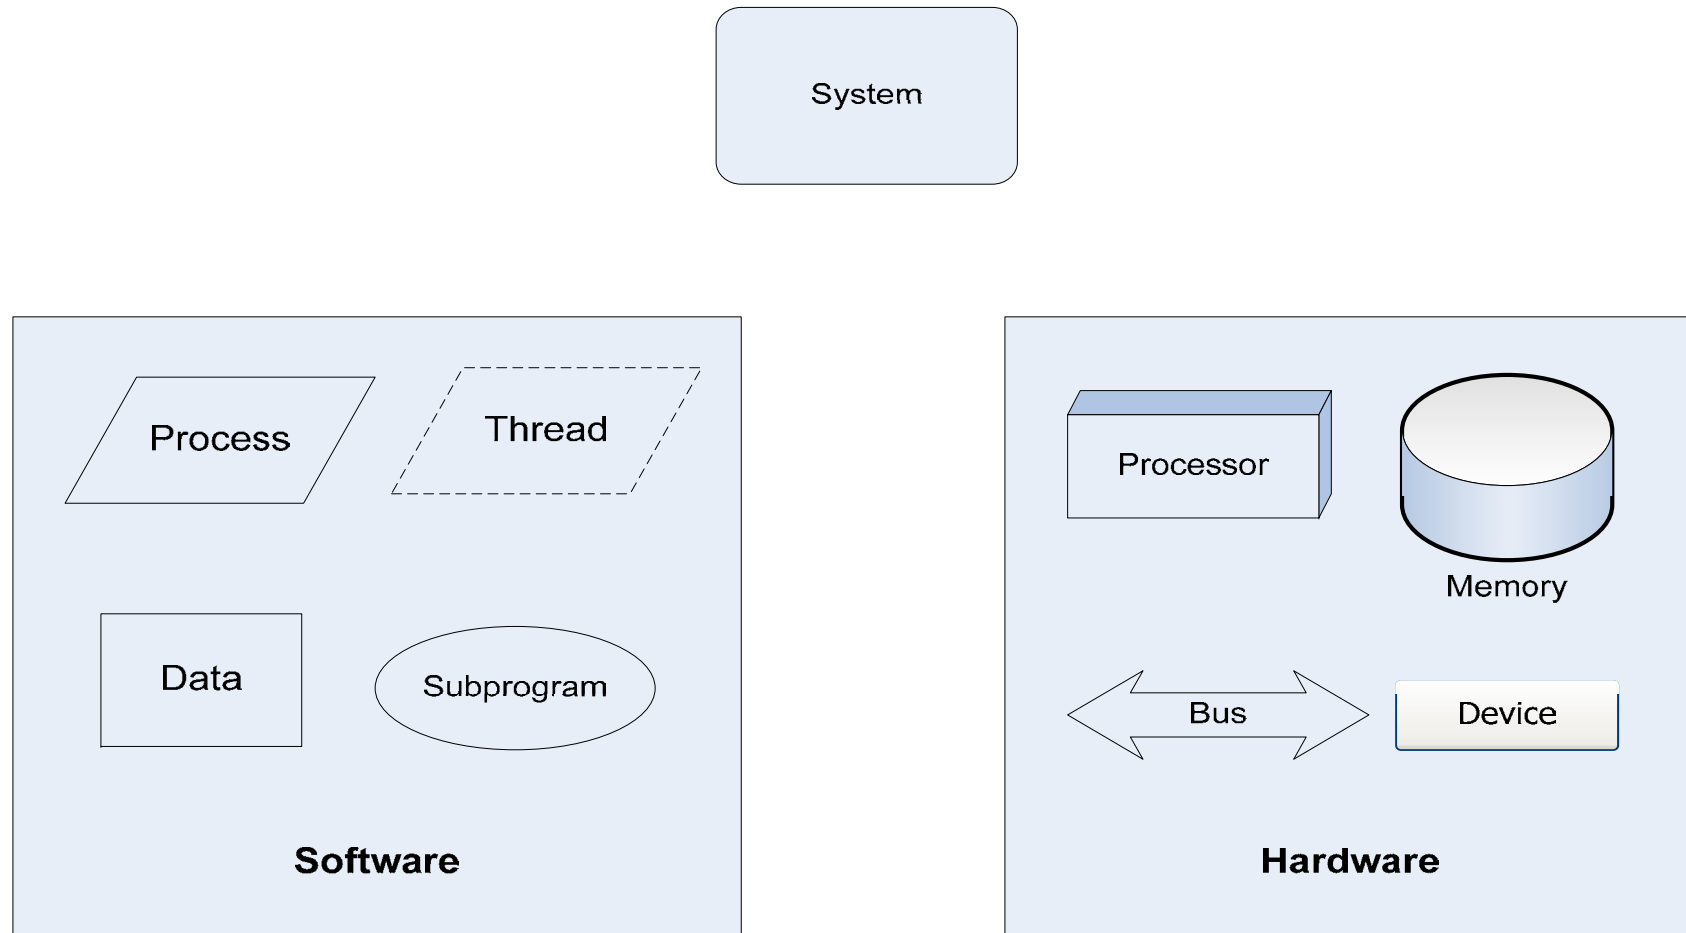 System
Process
Thread
Data
Subprogram
Software
Processor
Memory
Bus
Device
Hardware